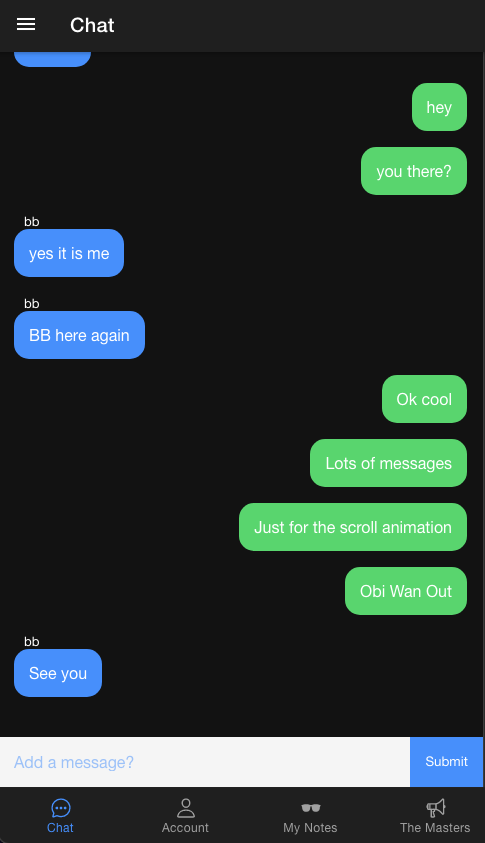 Chat
hey
you there?
bb
yes it is me
bb
BB here again
Ok cool
Lots of messages
Just for the scroll animation
Obi Wan Out
bb
See you
Add a message?
Submit
Chat
Account
My Notes
The Masters